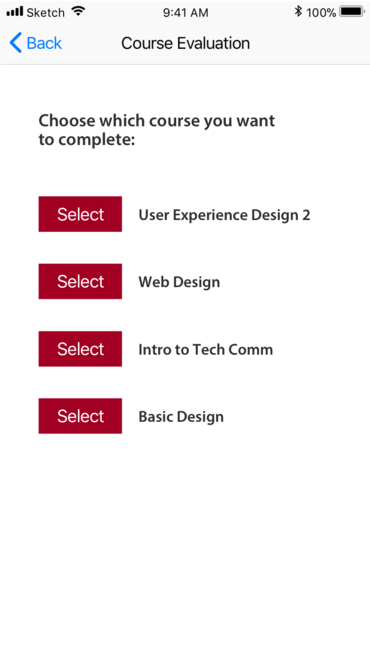 Sketch 9:41 AM 100%
Back Course Evaluation
Choose which course you want
to complete:
Select User Experience Design 2
Select Web Design
Select Intro to Tech Comm
Select Basic Design